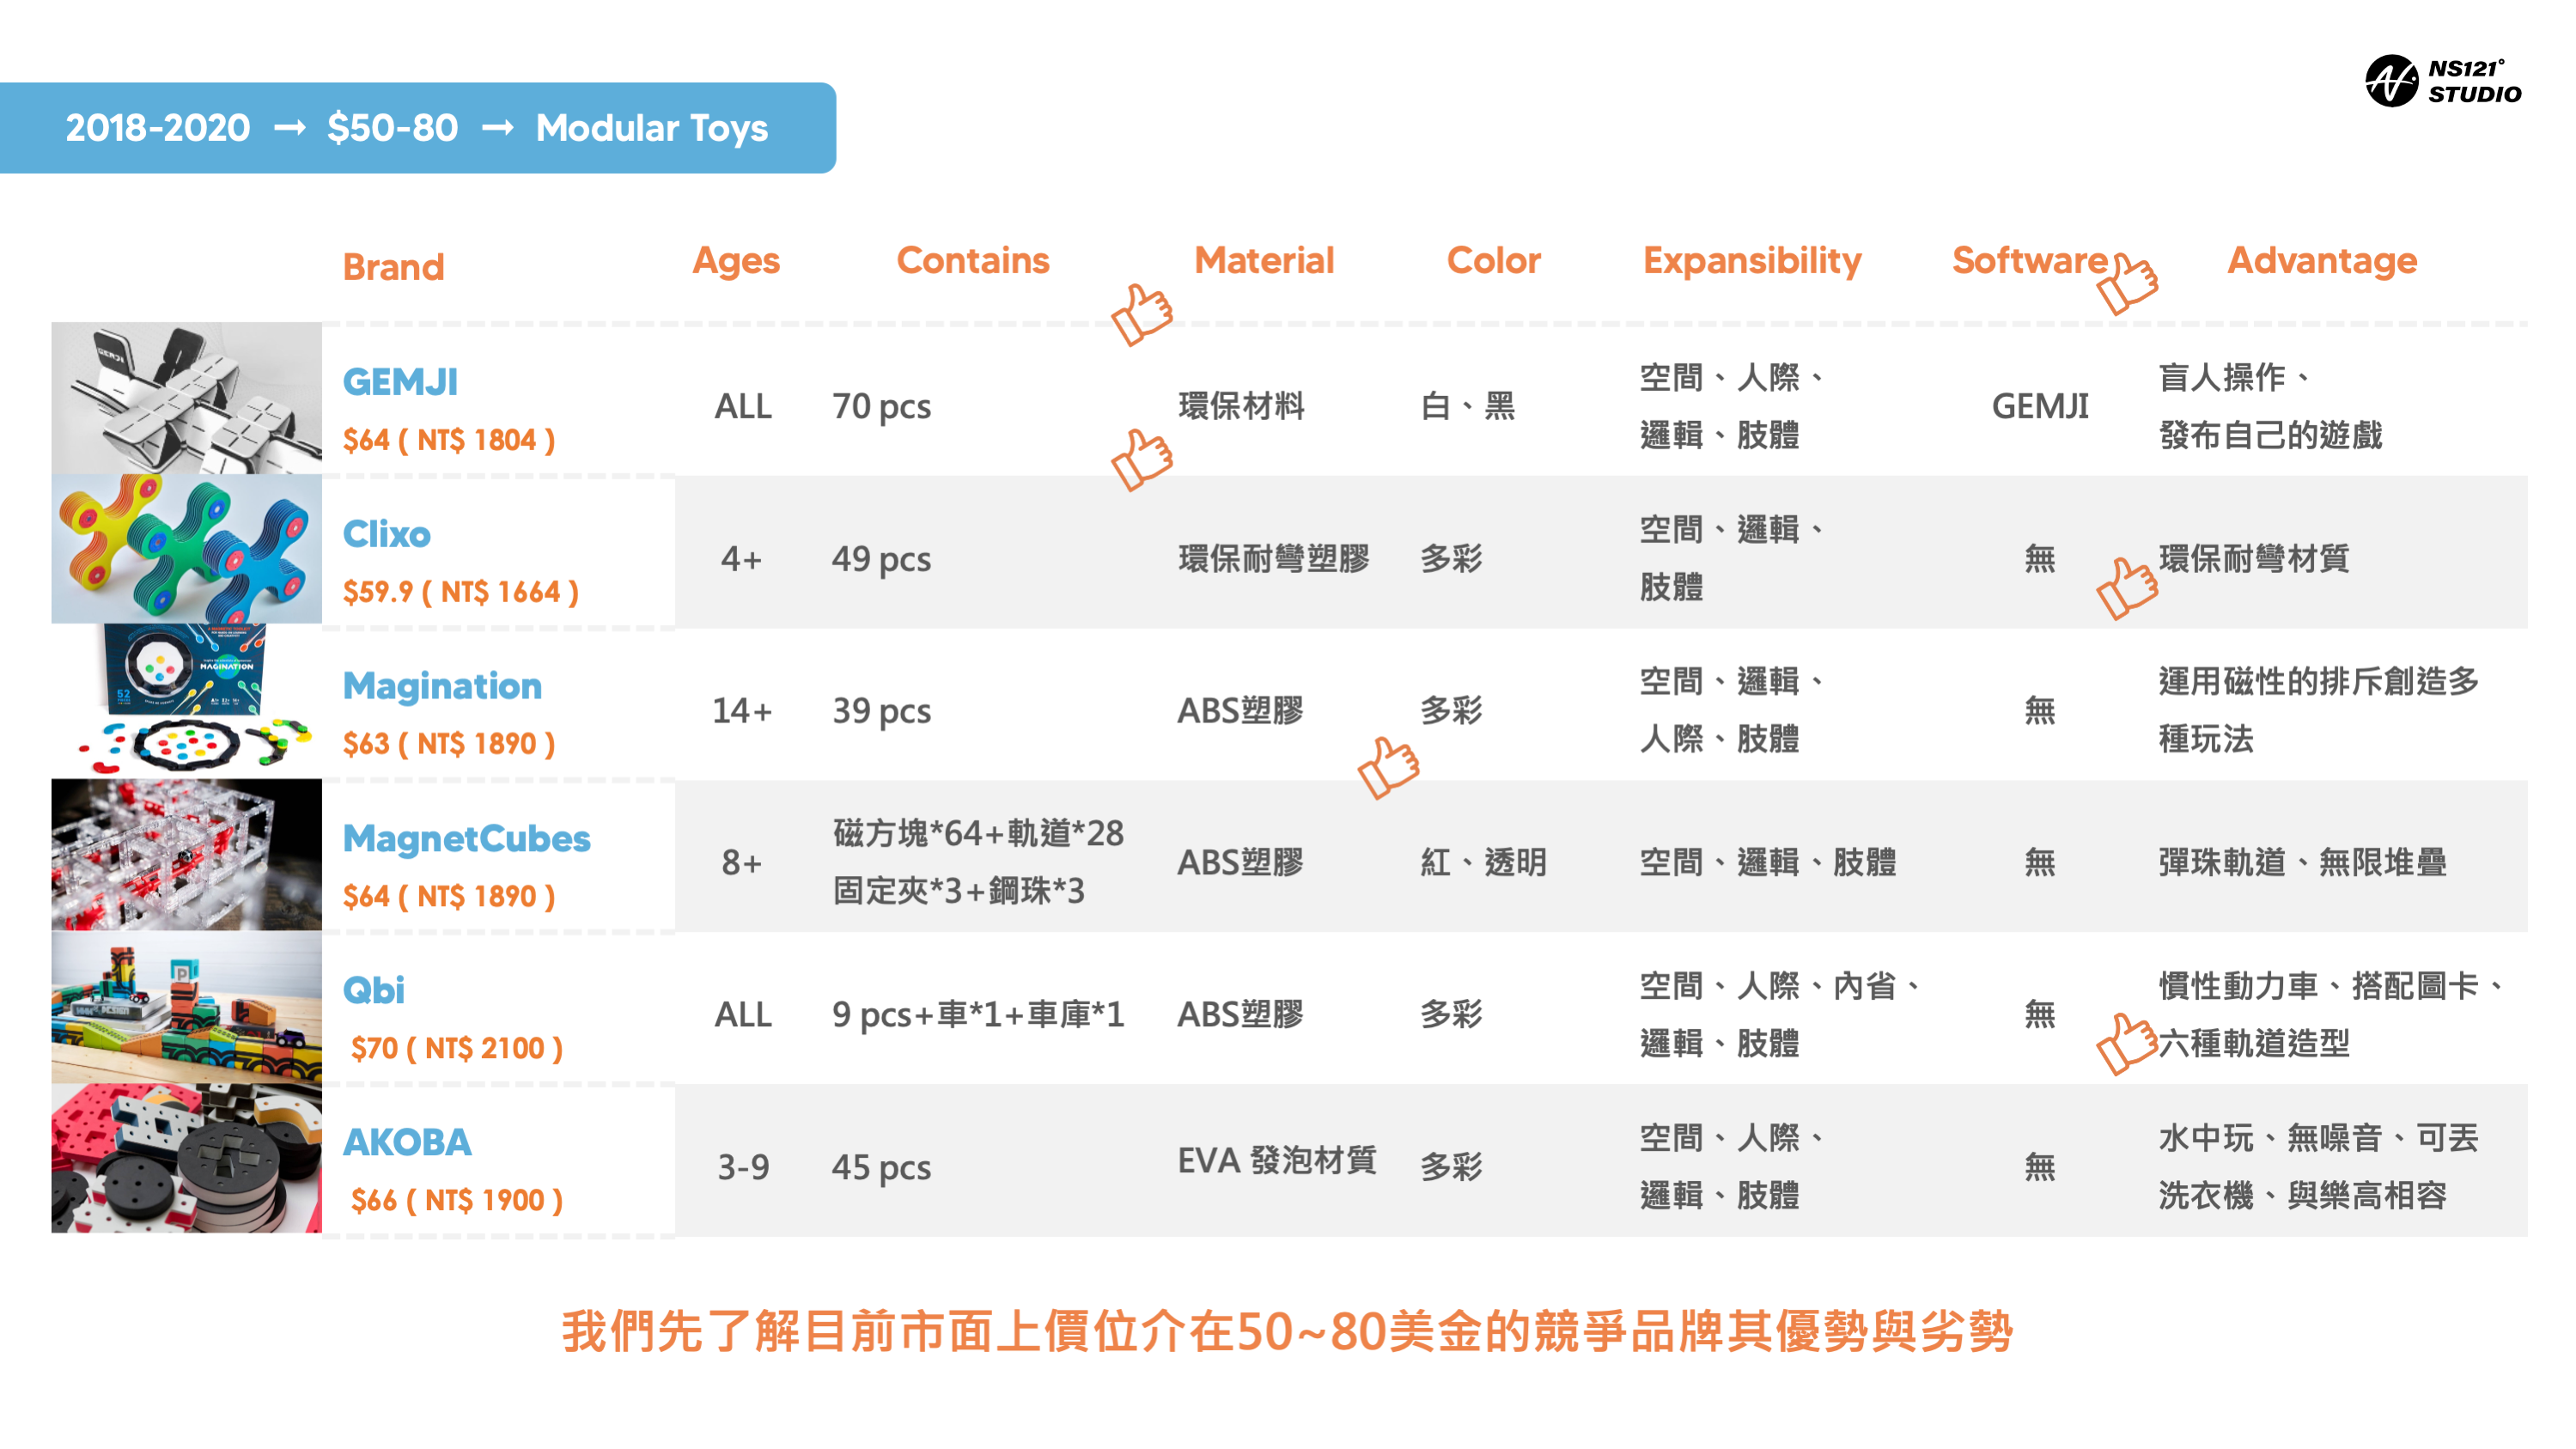 NS121°
STUDIO
2018-2020 → $50-80 → Modular Toys
Brand
Ages
Contains
Material
Color
Expansibility
Software
Advantage
GEMJI
$64 ( NT$ 1804 )
ALL
70 pcs
環保材料
白、黑
空間、人際、
邏輯、肢體
GEMJI
盲人操作、
發布自己的遊戲
Clixo
$59.9 ( NT$ 1664 )
4+
49 pcs
環保耐彎塑膠
多彩
空間、邏輯、
肢體
無
環保耐彎材質
MAGINATION
52
Magination
$63 ( NT$ 1890 )
14+
39 pcs
ABS塑膠
多彩
空間、邏輯、
人際、肢體
無
運用磁性的排斥創造多
種玩法
MagnetCubes
$64 ( NT$ 1890 )
8+
磁方塊*64+軌道*28
固定夾*3+鋼珠*3
ABS塑膠
紅、透明
空間、邏輯、肢體
無
彈珠軌道、無限堆疊
Qbi
$70 ( NT$ 2100 )
ALL
9 pcs+車*1+車庫*1
ABS塑膠
多彩
空間、人際、內省、
邏輯、肢體
無
慣性動力車、搭配圖卡、
六種軌道造型
AKOBA
$66 ( NT$ 1900 )
3-9
45 pcs
EVA 發泡材質
多彩
空間、人際、
邏輯、肢體
無
水中玩、無噪音、可丟
洗衣機、與樂高相容
我們先了解目前市面上價位介在50~80美金的競爭品牌其優勢與劣勢